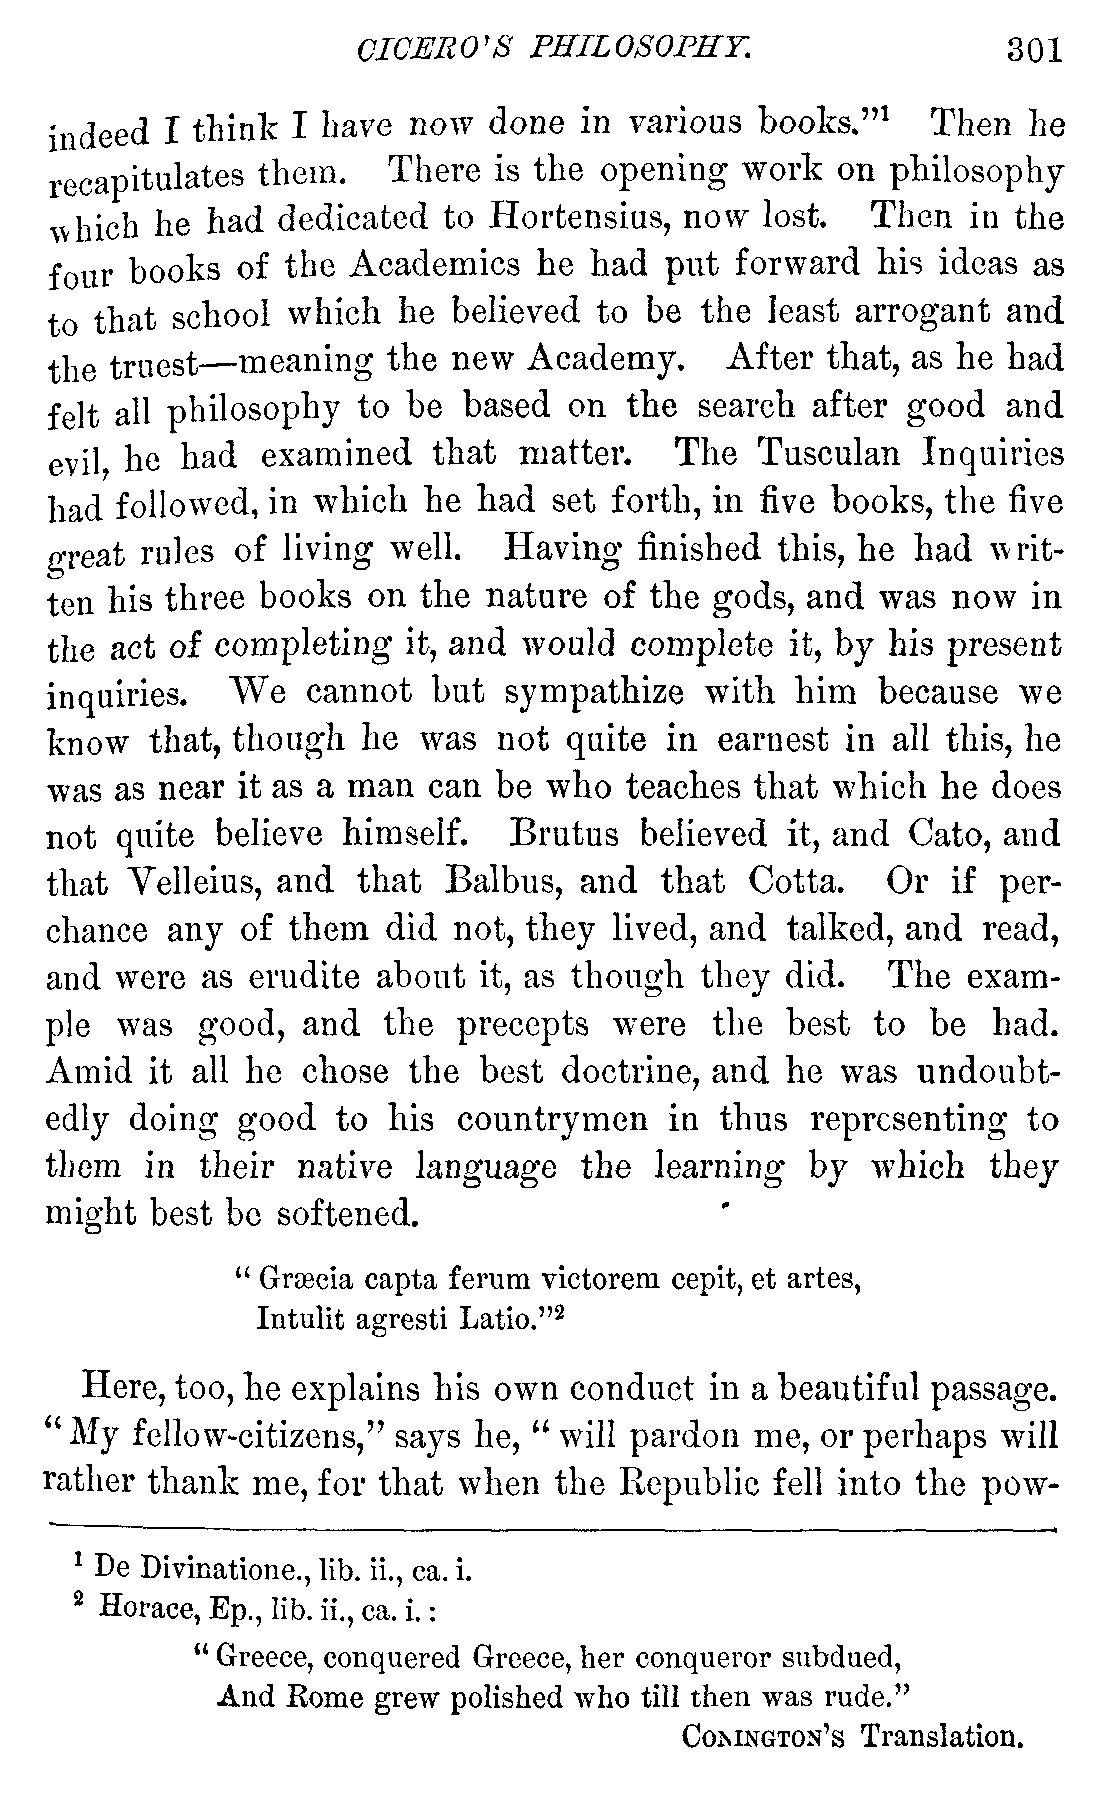 CICERO'S PHILOSOPHY. 301
indeed I think I have now done in various books."¹ Then he
recapitulates them. There is the opening work on philosophy
which he had dedicated to Hortensius, now lost. Then in the
four books of the Academics he had put forward his ideas as
to that school which he believed to be the least arrogant and
the truest—meaning the new Academy. After that, as he had
felt all philosophy to be based on the search after good and
evil, he had examined that matter. The Tusculan Inquiries
had followed, in which he had set forth, in five books, the five
great rules of living well. Having finished this, he had writ-
ten his three books on the nature of the gods, and was now in
the act of completing it, and would complete it, by his present
inquiries. We cannot but sympathize with him because we
know that, though he was not quite in earnest in all this, he
was as near it as a man can be who teaches that which he does
not quite believe himself. Brutus believed it, and Cato, and
that Velleius, and that Balbus, and that Cotta. Or if per-
chance any of them did not, they lived, and talked, and read,
and were as erudite about it, as though they did. The exam-
ple was good, and the precepts were the best to be had.
Amid it all he chose the best doctrine, and he was undoubt-
edly doing good to his countrymen in thus representing to
them in their native language the learning by which they
might best be softened.
"Græcia capta ferum victorem cepit, et artes,
Intulit agresti Latio."²
Here, too, he explains his own conduct in a beautiful passage.
"My fellow-citizens," says he, "will pardon me, or perhaps will
rather thank me, for that when the Republic fell into the pow-
¹ De Divinatione., lib. ii., ca. i.
² Horace, Ep., lib. ii., ca. i. :
"Greece, conquered Greece, her conqueror subdued,
And Rome grew polished who till then was rude."
CONINGTON'S Translation.